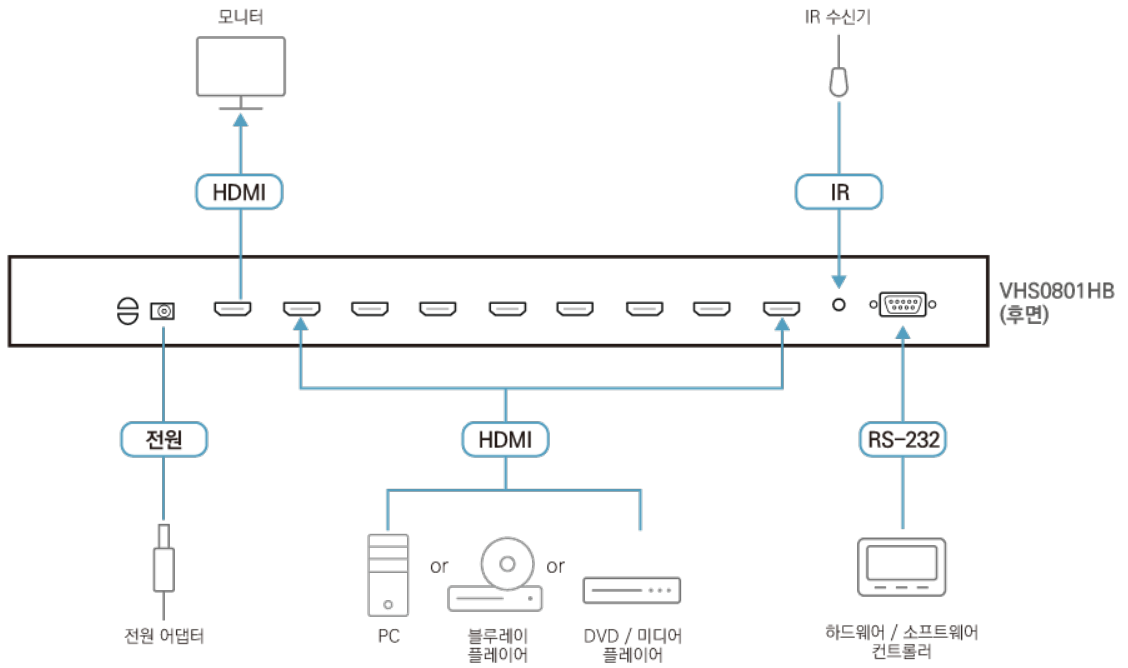 모니터
IR 수신기
HDMI
IR
VHS0801HB
(후면)
전원
HDMI
RS-232
or
or
전원 어댑터
PC
블루레이
플레이어
DVD / 미디어
플레이어
하드웨어 / 소프트웨어
컨트롤러